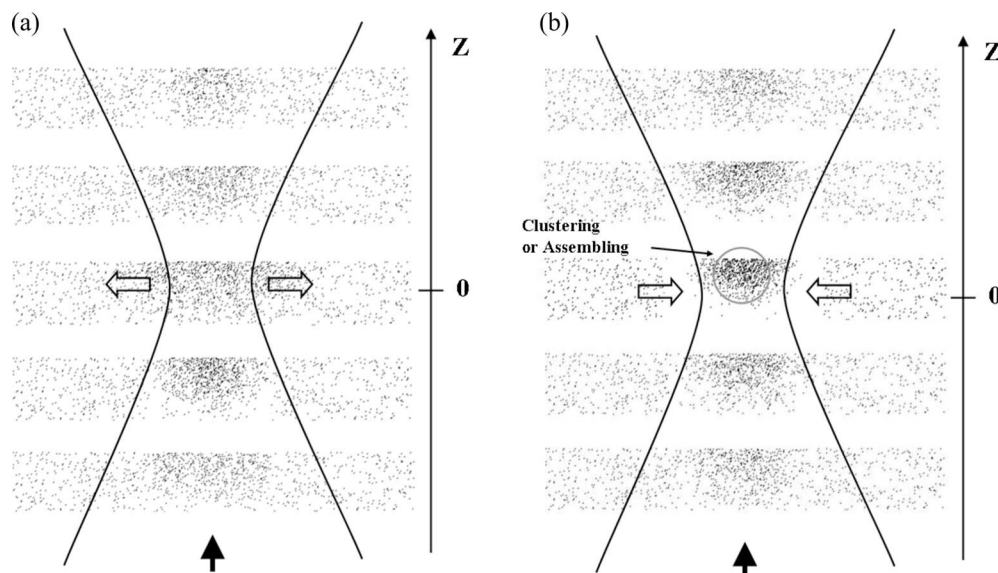 (a)
Z
0
(b)
Z
Clustering
or Assembling
0